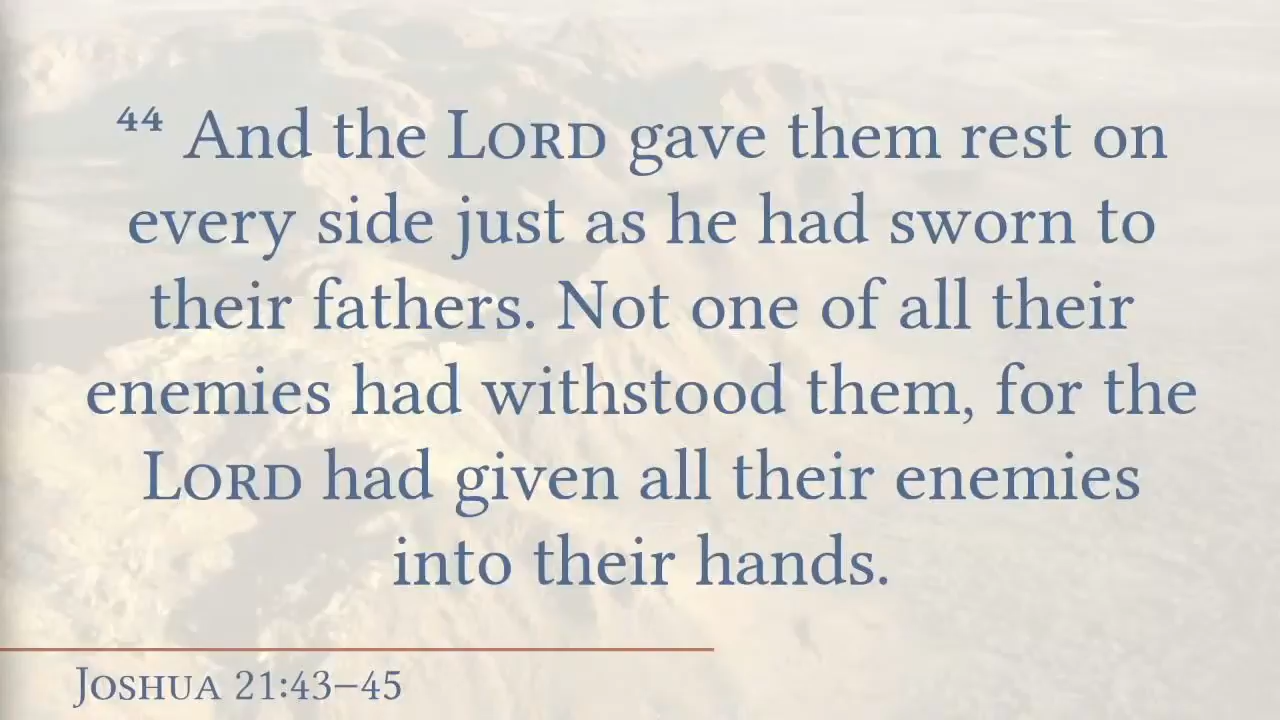 44 And the LORD gave them rest on
every side just as he had sworn to
their fathers. Not one of all their
enemies had withstood them, for the
LORD had given all their enemies
into their hands.
JOSHUA 21:43–45